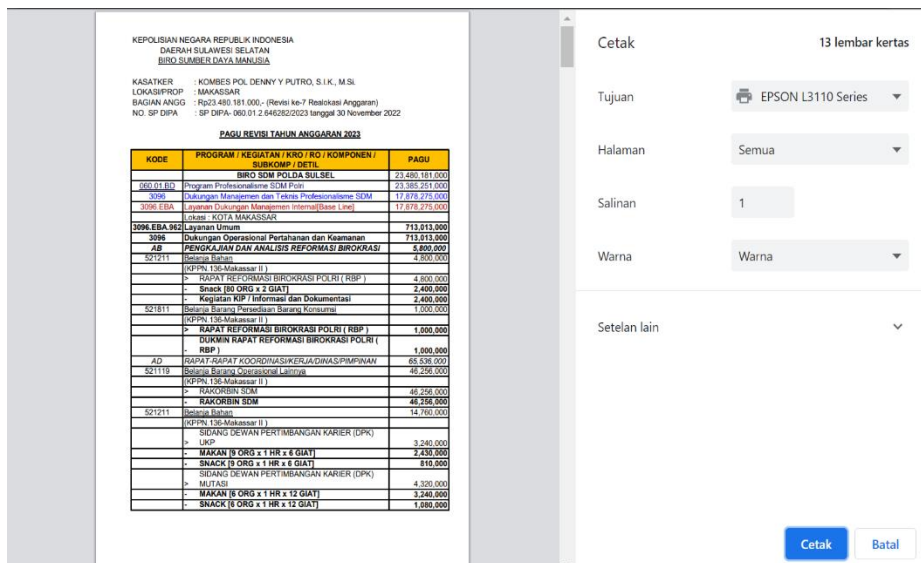 KEPOLISIAN NEGARA REPUBLIK INDONESIA
DAERAH SULAWESI SELATAN
BIRO SUMBER DAYA MANUSIA
KASATKER : KOMBES POL DENNY Y PUTRO, S.I.K., M.Si.
LOKASI/PROP : MAKASSAR
BAGIAN ANGG : Rp23.480.181.000,- (Revisi ke-7 Realokasi Anggaran)
NO. SP DIPA : SP DIPA- 060.01.2.646282/2023 tanggal 30 November 2022
PAGU REVISI TAHUN ANGGARAN 2023
KODE PROGRAM / KEGIATAN / KRO / RO / KOMPONEN / SUBKOMP / DETIL PAGU
BIRO SDM POLDA SULSEL 23,480,181,000
060.01.BD Program Profesionalisme SDM Polri 23,385,251,000
3096 Dukungan Manajemen dan Teknis Profesionalisme SDM 17,878,275,000
3096.EBA Layanan Dukungan Manajemen Internal[Base Line] 17,878,275,000
Lokasi : KOTA MAKASSAR
3096.EBA.962 Layanan Umum 713,013,000
3096 Dukungan Operasional Pertahanan dan Keamanan 713,013,000
AB PENGKAJIAN DAN ANALISIS REFORMASI BIROKRASI 5,800,000
521211 Belanja Bahan 4,800,000
(KPPN.136-Makassar II )
> RAPAT REFORMASI BIROKRASI POLRI ( RBP ) 4,800,000
- Snack [80 ORG x 2 GIAT] 2,400,000
- Kegiatan KIP / Informasi dan Dokumentasi 2,400,000
521811 Belanja Barang Persediaan Barang Konsumsi 1,000,000
(KPPN.136-Makassar II )
> RAPAT REFORMASI BIROKRASI POLRI ( RBP ) 1,000,000
DUKMIN RAPAT REFORMASI BIROKRASI POLRI (
- RBP ) 1,000,000
AD RAPAT-RAPAT KOORDINASI/KERJA/DINAS/PIMPINAN 65,536,000
521119 Belanja Barang Operasional Lainnya 46,256,000
(KPPN.136-Makassar II )
> RAKORBIN SDM 46,256,000
- RAKORBIN SDM 46,256,000
521211 Belanja Bahan 14,760,000
(KPPN.136-Makassar II )
SIDANG DEWAN PERTIMBANGAN KARIER (DPK)
> UKP 3,240,000
- MAKAN [9 ORG x 1 HR x 6 GIAT] 2,430,000
- SNACK [9 ORG x 1 HR x 6 GIAT] 810,000
SIDANG DEWAN PERTIMBANGAN KARIER (DPK)
> MUTASI 4,320,000
- MAKAN [6 ORG x 1 HR x 12 GIAT] 3,240,000
- SNACK [6 ORG x 1 HR x 12 GIAT] 1,080,000
Cetak 13 lembar kertas
Tujuan EPSON L3110 Series
Halaman Semua
Salinan 1
Warna Warna
Setelan lain
Cetak Batal